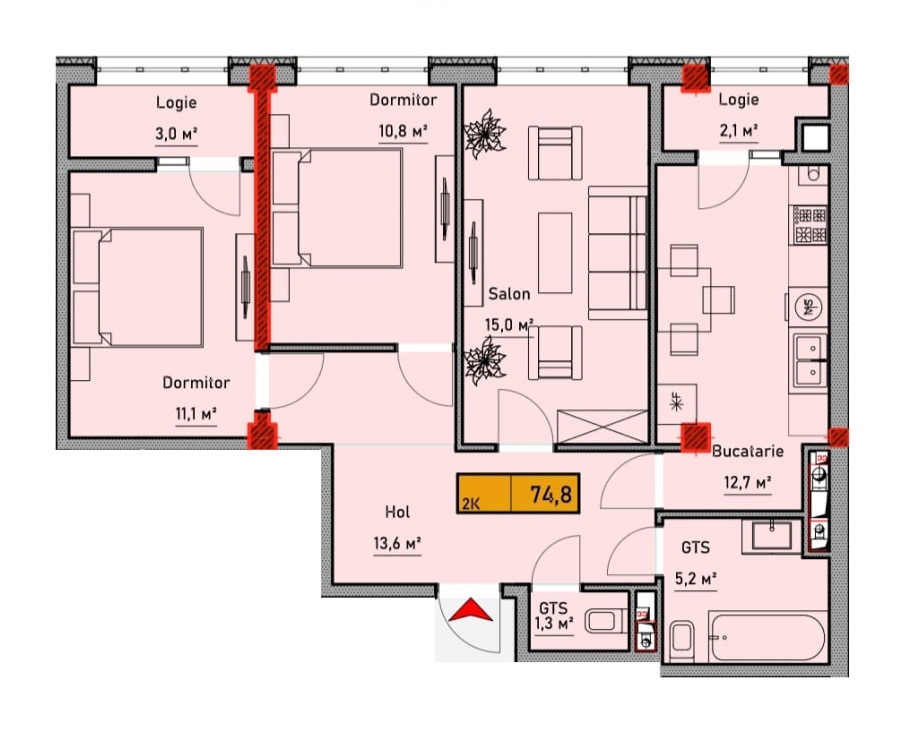 Logie
3,0 м²
Dormitor
10,8 м²
Logie
2,1 м²
Salon
15,0 м²
MS
Dormitor
11,1 м²
Bucatarie
12,7 м²
2K
74,8
Hol
13,6 м²
GTS
5,2 м²
GTS
1,3 м²